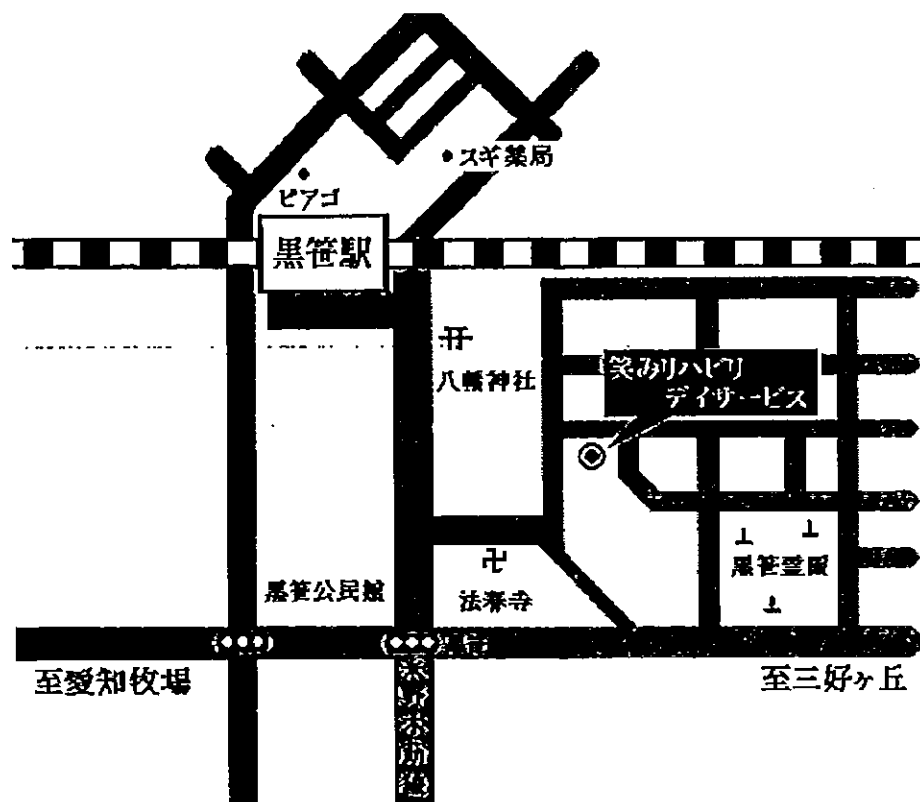 スギ薬局
ピアゴ
黒笹駅
八幡神社
笑みリハビリ
デイサービス
黒笹霊園
黒笹公民館
法春寺
至愛知牧場
至三好ヶ丘